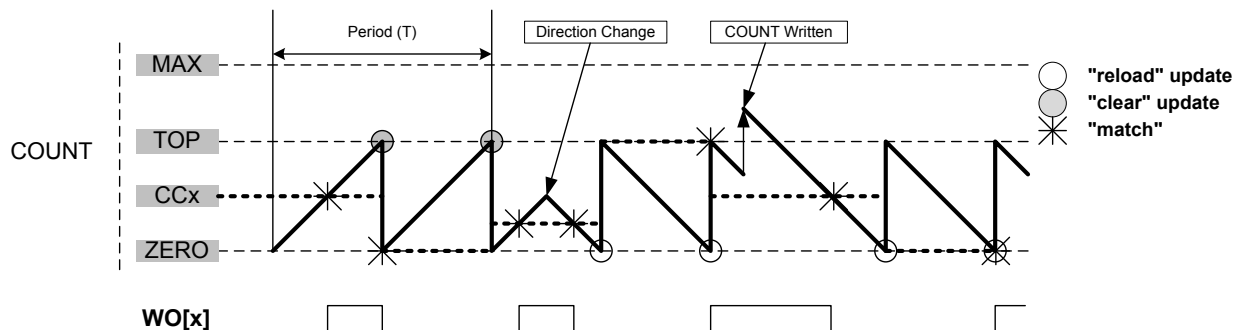 Period (T)
Direction Change
COUNT Written
MAX
"reload" update
"clear" update
TOP
"match"
COUNT
CCx
ZERO
WO[x]